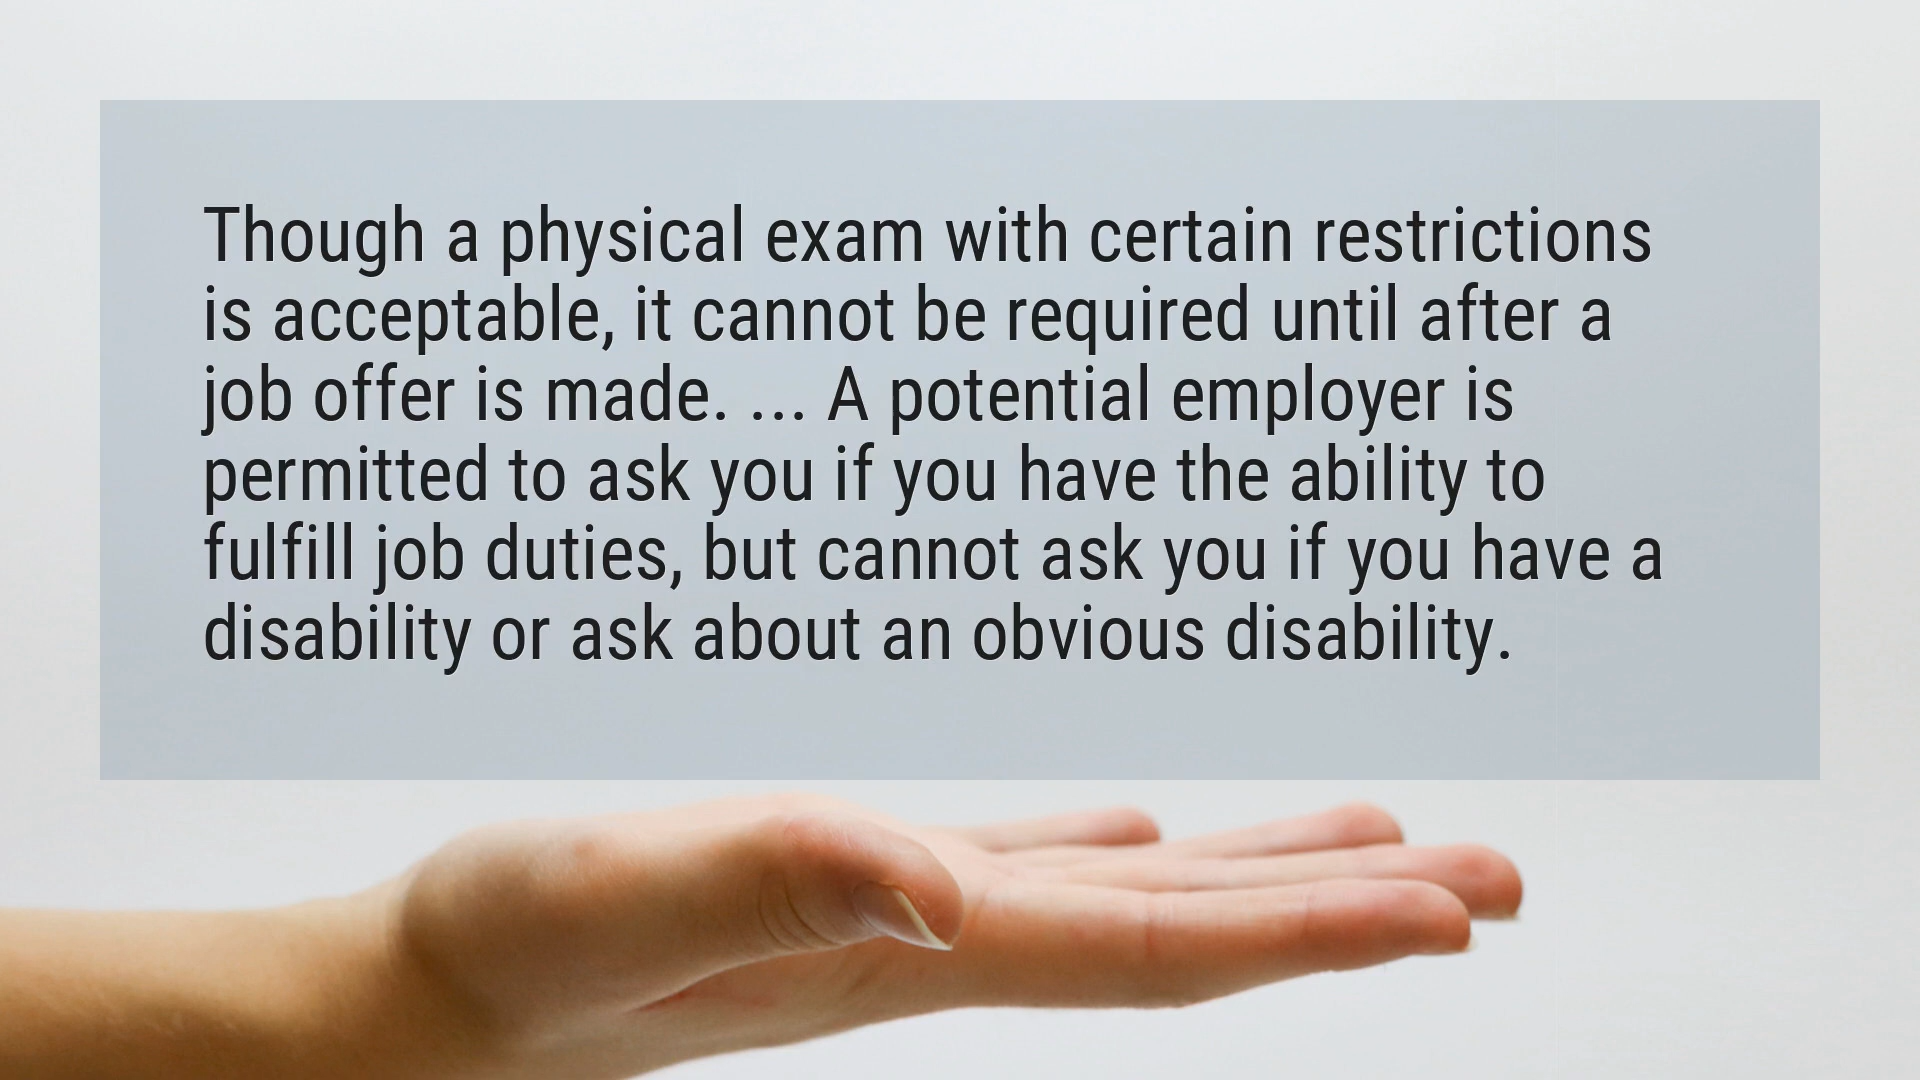 Though a physical exam with certain restrictions
is acceptable, it cannot be required until after a
job offer is made. ... A potential employer is
permitted to ask you if you have the ability to
fulfill job duties, but cannot ask you if you have a
disability or ask about an obvious disability.